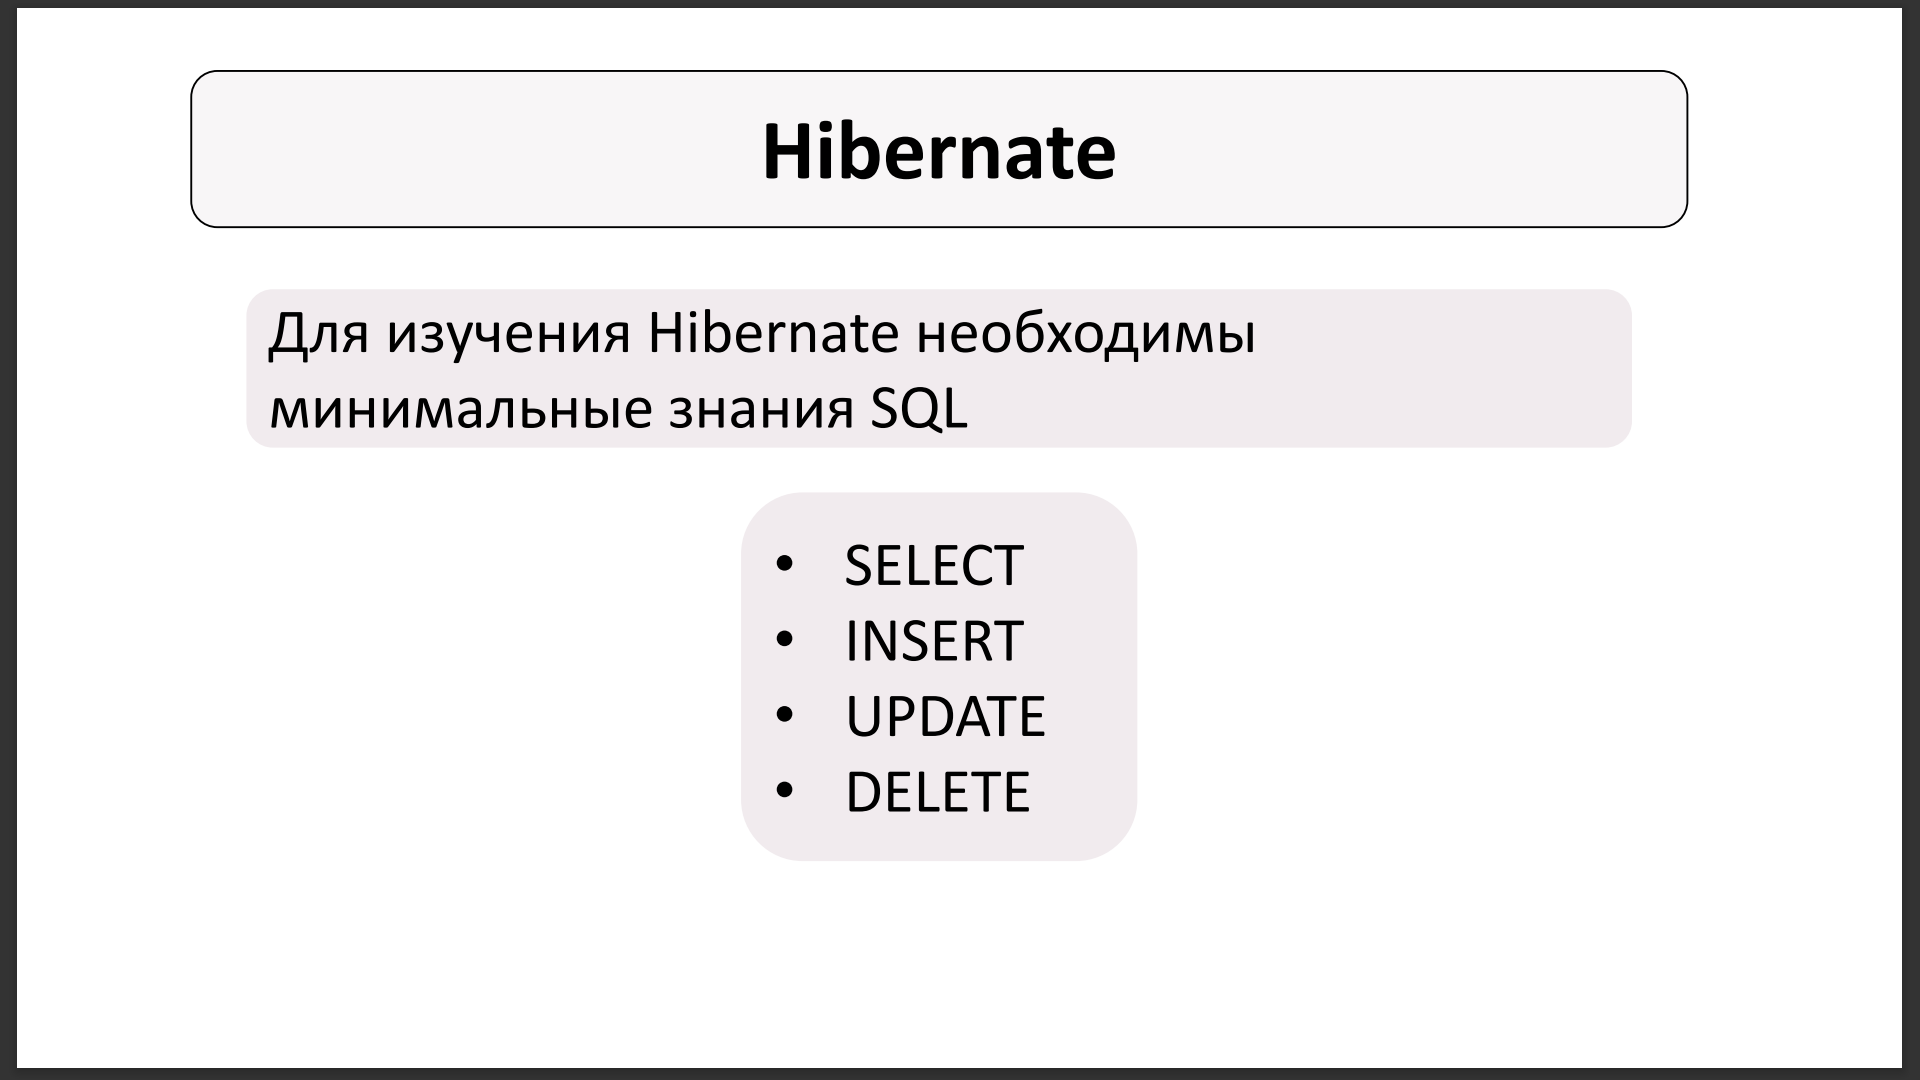 Hibernate
Для изучения Hibernate необходимы
минимальные знания SQL
• SELECT
• INSERT
• UPDATE
• DELETE